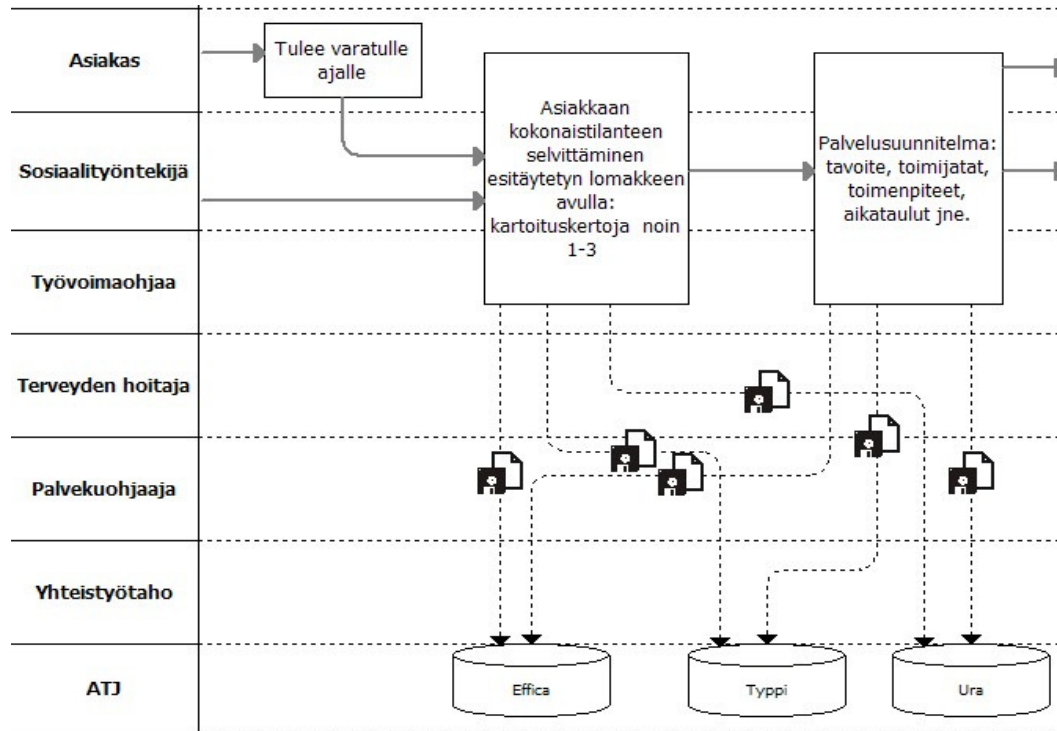 Asiakas
Tulee varatulle
ajalle
Asiakkaan
kokonaistilanteen
selvittäminen
esitäytetyn lomakkeen
avulla:
kartoituskertoja noin
1-3
Palvelusuunnitelma:
tavoite, toimijatat,
toimenpiteet,
aikataulut jne.
Sosiaalityöntekijä
Työvoimaohjaa
Terveyden hoitaja
Palvekuohjaaja
Yhteistyötaho
ATJ
Effica
Typpi
Ura